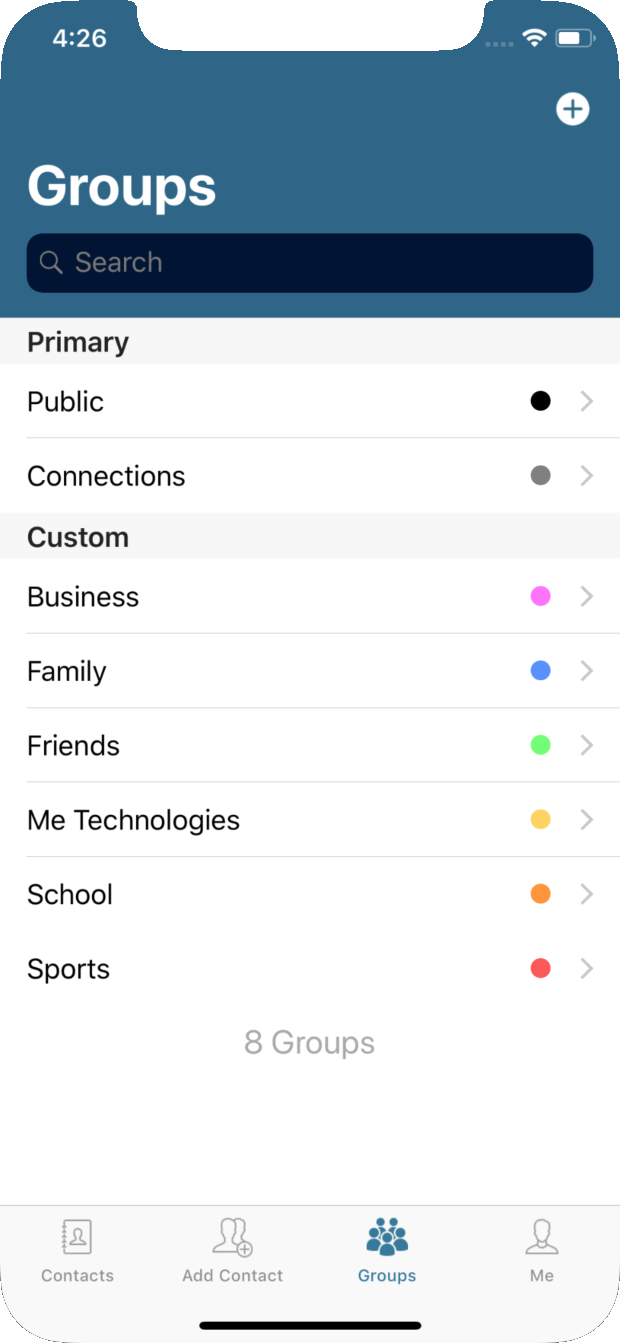 4:26
Groups
Search
Primary
Public
Connections
Custom
Business
Family
Friends
Me Technologies
School
Sports
8 Groups
Contacts
Add Contact
Groups
Me